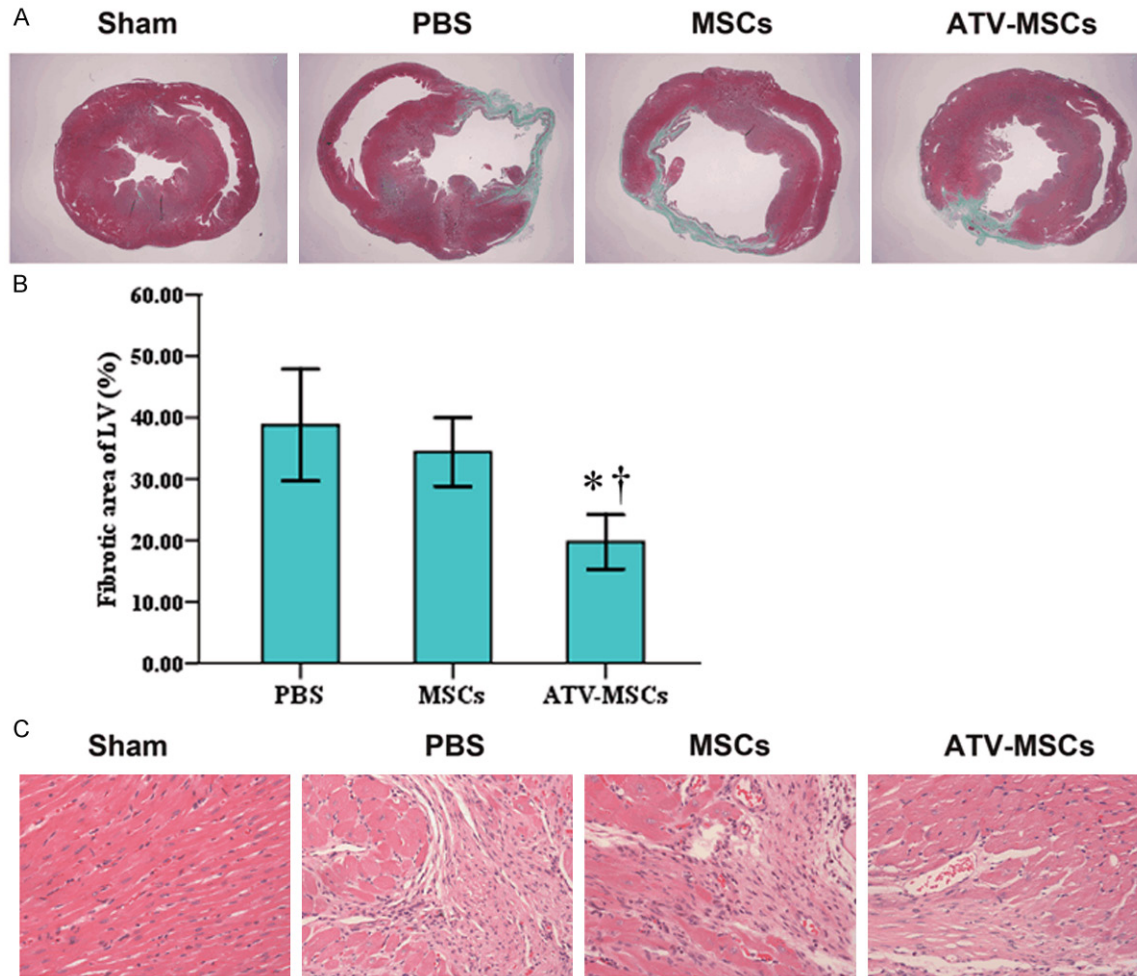 A
Sham PBS MSCs ATV-MSCs
B
Fibrotic area of LV (%)
60.00
50.00
40.00
30.00
20.00
10.00
0.00
* †
PBS MSCs ATV-MSCs
C
Sham PBS MSCs ATV-MSCs